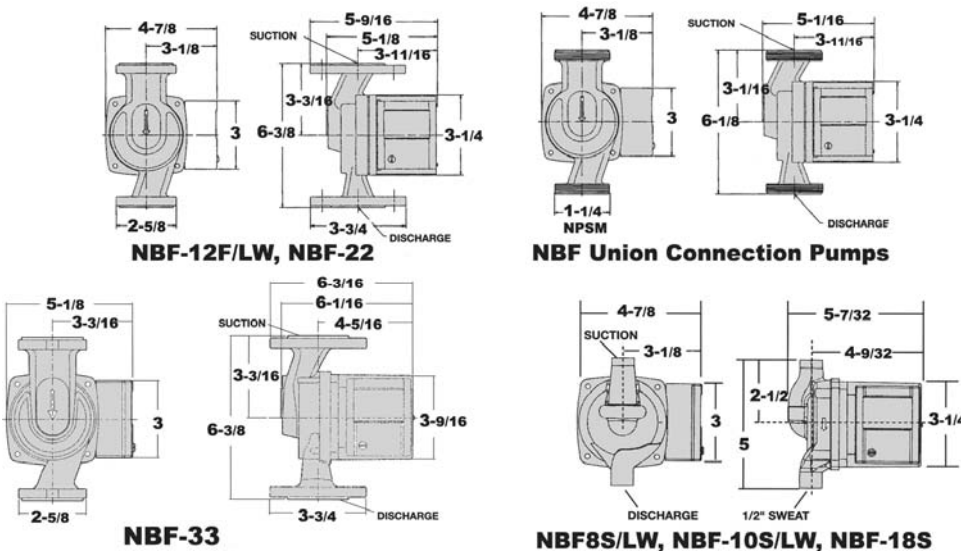 4-7/8
3-1/8
3
2-5/8
5-9/16
5-1/8
3-11/16
SUCTION
3-3/16
6-3/8
3-1/4
3-3/4
DISCHARGE
NBF-12F/LW, NBF-22
4-7/8
3-1/8
3
1-1/4
NPSM
5-1/16
3-11/16
SUCTION
3-1/16
6-1/8
3-1/4
DISCHARGE
NBF Union Connection Pumps
5-1/8
3-3/16
3
2-5/8
6-3/16
6-1/16
4-5/16
SUCTION
3-3/16
6-3/8
3-9/16
3-3/4
DISCHARGE
NBF-33
4-7/8
SUCTION
3-1/8
3
DISCHARGE
5-7/32
4-9/32
2-1/2
5
3-1/4
1/2" SWEAT
NBF8S/LW, NBF-10S/LW, NBF-18S